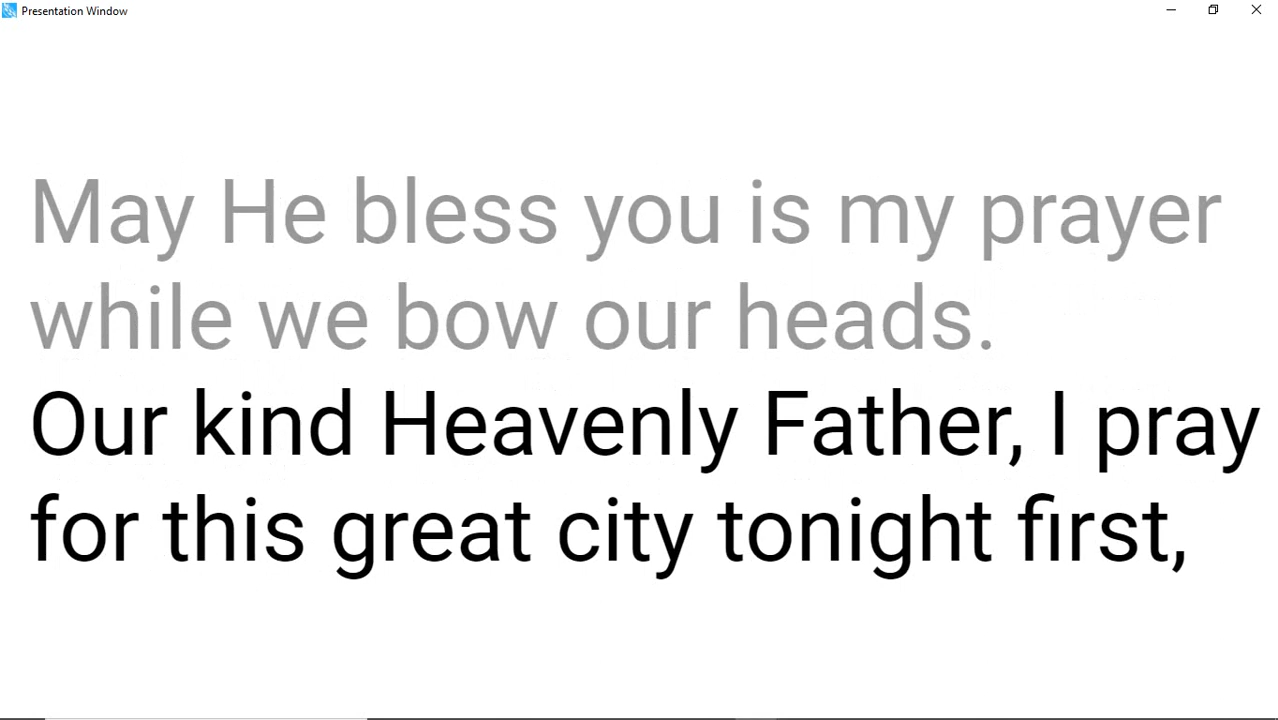 Presentation Window
May He bless you is my prayer
while we bow our heads.
Our kind Heavenly Father, I pray
for this great city tonight first,